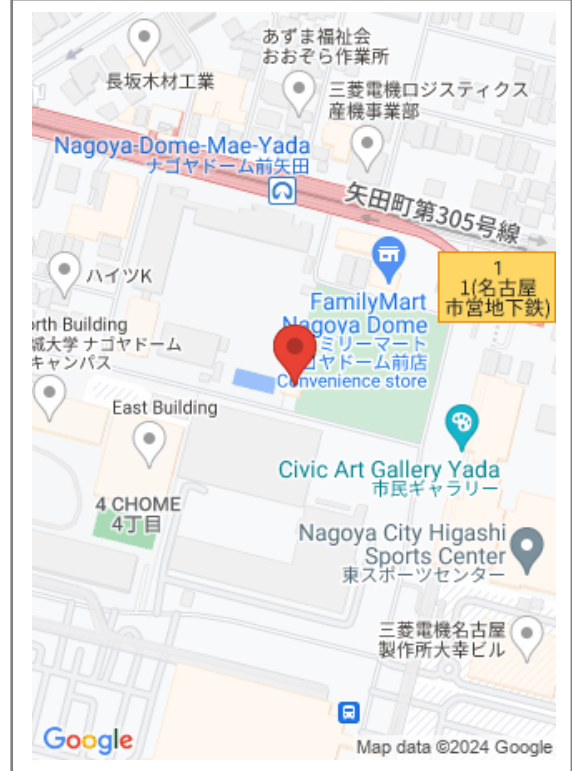 あずま福祉会
おおぞら作業所
長坂木材工業
三菱電機ロジスティクス
産機事業部
Nagoya-Dome-Mae-Yada
ナゴヤドーム前矢田
矢田町第305号線
1
1(名古屋
市営地下鉄)
ハイツK
FamilyMart
Nagoya Dome
ミリーマート
ゴヤドーム前店
Convenience store
orth Building
城大学 ナゴヤドーム
キャンパス
East Building
Civic Art Gallery Yada
市民ギャラリー
4 CHOME
4丁目
Nagoya City Higashi
Sports Center
東スポーツセンター
三菱電機名古屋
製作所大幸ビル
Google
Map data ©2024 Google